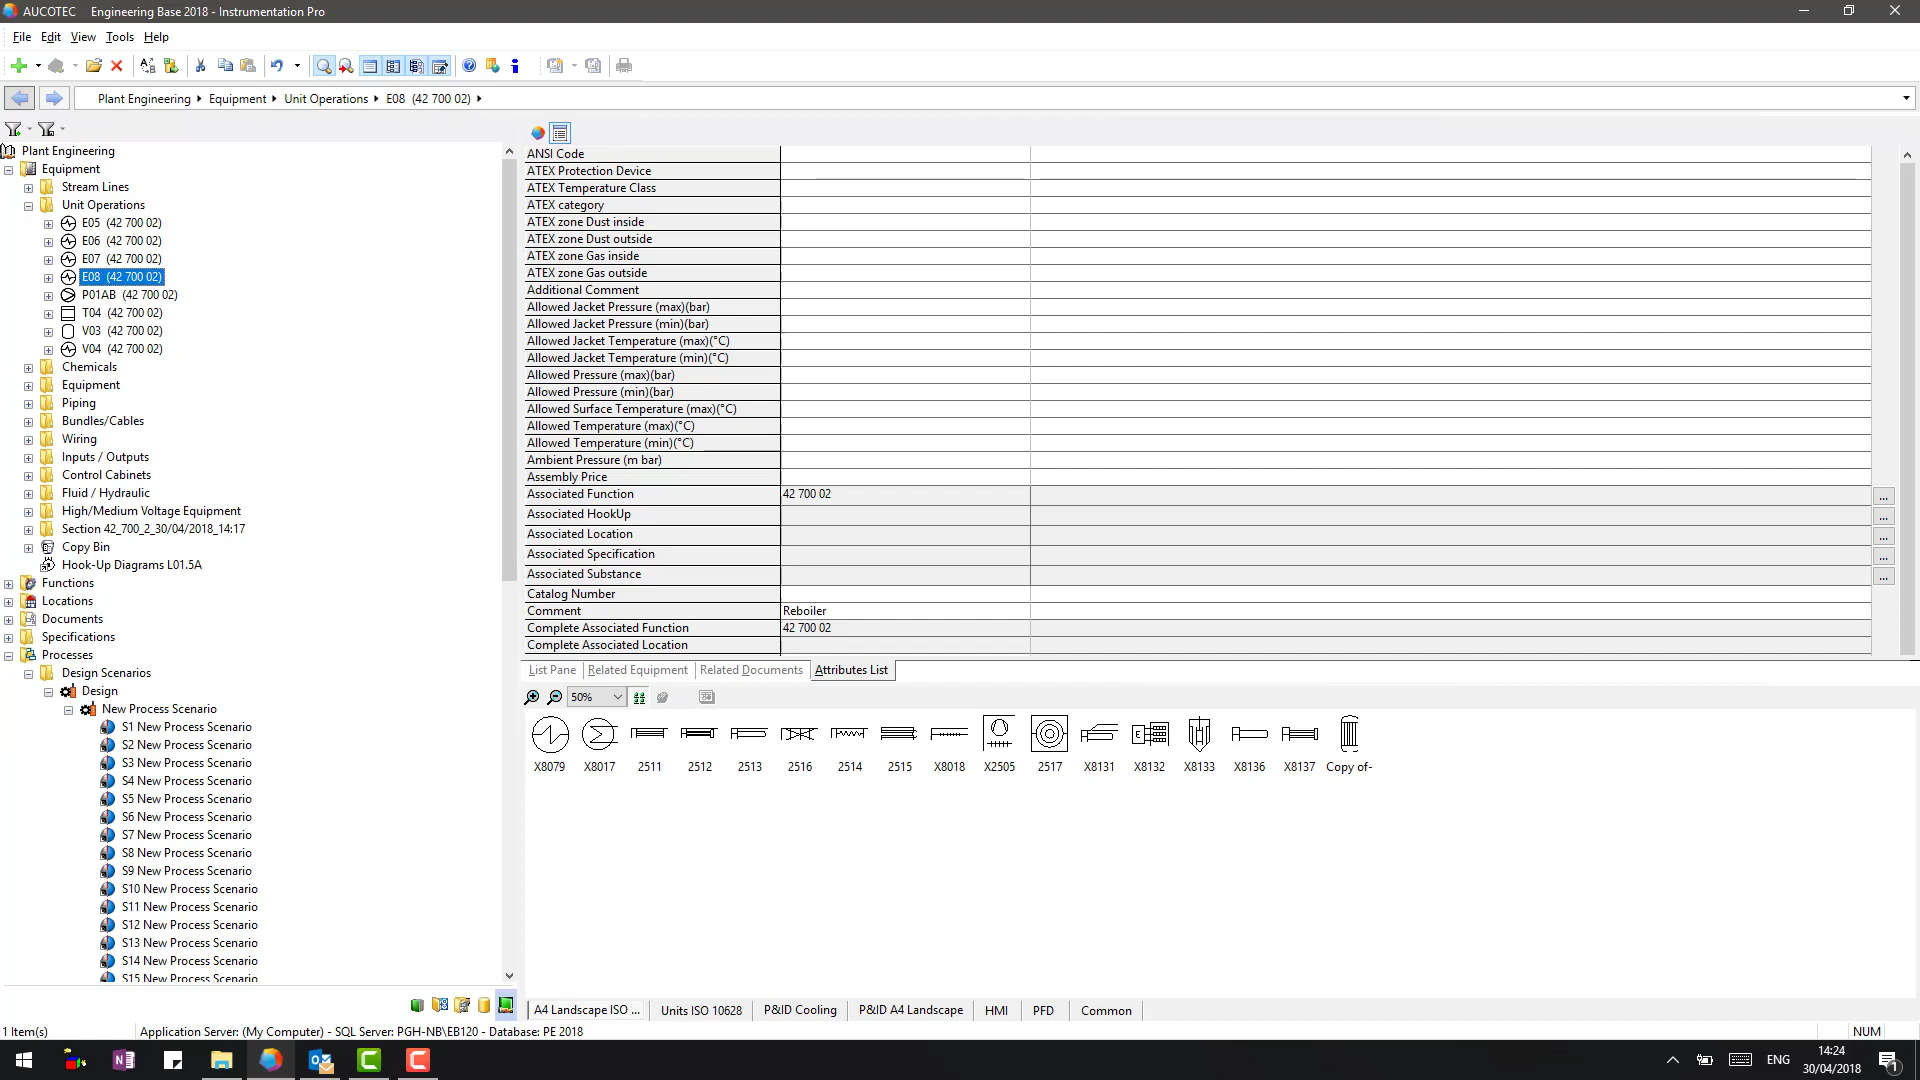 AUCOTEC Engineering Base 2018 - Instrumentation Pro
File Edit View Tools Help
Plant Engineering Equipment Unit Operations E08 (42 700 02)
Plant Engineering
Equipment
Stream Lines
Unit Operations
E05 (42 700 02)
E06 (42 700 02)
E07 (42 700 02)
E08 (42 700 02)
P01AB (42 700 02)
T04 (42 700 02)
V03 (42 700 02)
V04 (42 700 02)
Chemicals
Equipment
Piping
Bundles/Cables
Wiring
Inputs / Outputs
Control Cabinets
Fluid / Hydraulic
High/Medium Voltage Equipment
Section 42_700_2_30/04/2018_14:17
Copy Bin
Hook-Up Diagrams L01.5A
Functions
Locations
Documents
Specifications
Processes
Design Scenarios
Design
New Process Scenario
S1 New Process Scenario
S2 New Process Scenario
S3 New Process Scenario
S4 New Process Scenario
S5 New Process Scenario
S6 New Process Scenario
S7 New Process Scenario
S8 New Process Scenario
S9 New Process Scenario
S10 New Process Scenario
S11 New Process Scenario
S12 New Process Scenario
S13 New Process Scenario
S14 New Process Scenario
S15 New Process Scenario
ANSI Code
ATEX Protection Device
ATEX Temperature Class
ATEX category
ATEX zone Dust inside
ATEX zone Dust outside
ATEX zone Gas inside
ATEX zone Gas outside
Additional Comment
Allowed Jacket Pressure (max)(bar)
Allowed Jacket Pressure (min)(bar)
Allowed Jacket Temperature (max)(°C)
Allowed Jacket Temperature (min)(°C)
Allowed Pressure (max)(bar)
Allowed Pressure (min)(bar)
Allowed Surface Temperature (max)(°C)
Allowed Temperature (max)(°C)
Allowed Temperature (min)(°C)
Ambient Pressure (m bar)
Assembly Price
Associated Function 42 700 02 ...
Associated HookUp ...
Associated Location ...
Associated Specification ...
Associated Substance ...
Catalog Number
Comment Reboiler
Complete Associated Function 42 700 02
Complete Associated Location
List Pane Related Equipment Related Documents Attributes List
50%
X8079 X8017 2511 2512 2513 2516 2514 2515 X8018 X2505 2517 X8131 X8132 X8133 X8136 X8137 Copy of-
A4 Landscape ISO ... Units ISO 10628 P&ID Cooling P&ID A4 Landscape HMI PFD Common
1 Item(s) Application Server: (My Computer) - SQL Server: PGH-NB\EB120 - Database: PE 2018 NUM
ENG 14:24
30/04/2018
1